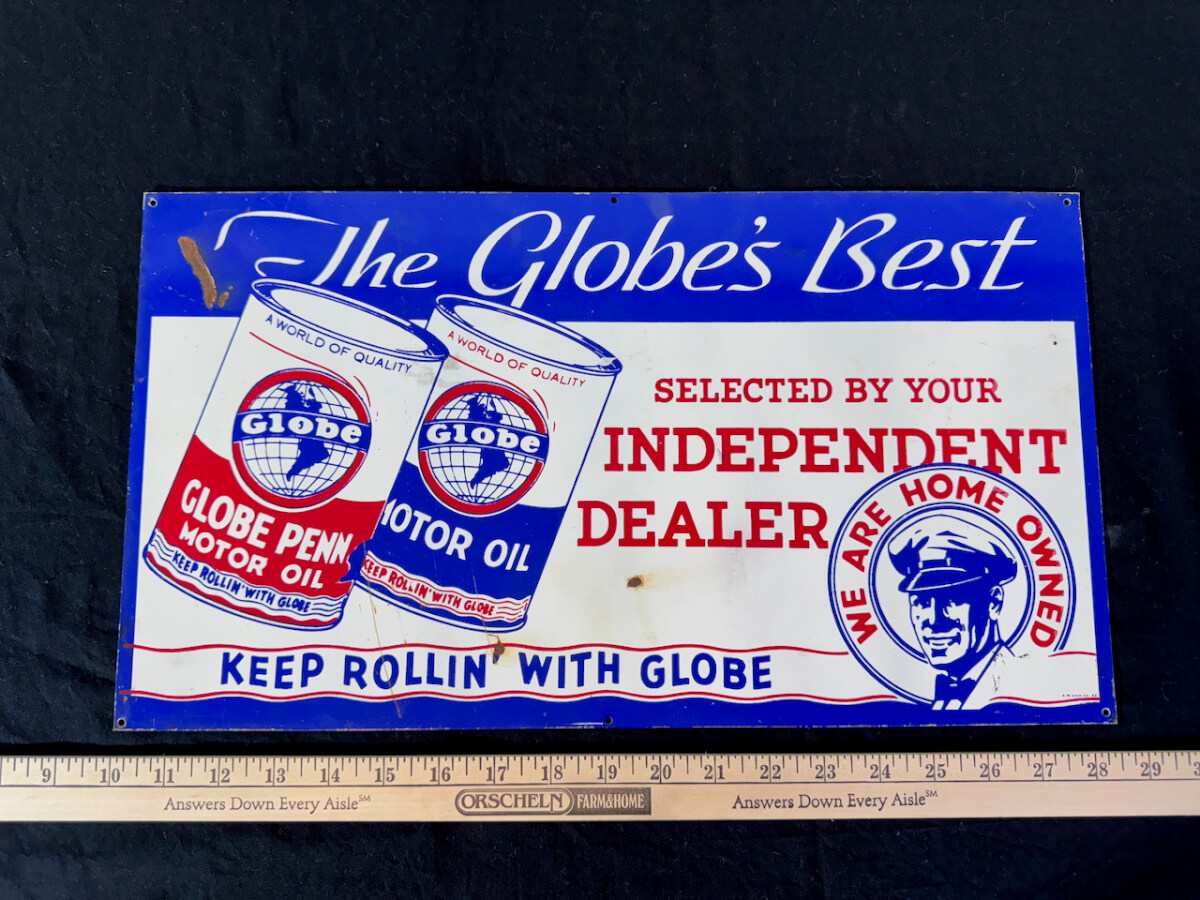 The Globe's Best
A WORLD OF QUALITY
Globe
GLOBE PENN
MOTOR OIL
KEEP ROLLIN' WITH GLOBE
A WORLD OF QUALITY
Globe
MOTOR OIL
KEEP ROLLIN' WITH GLOBE
SELECTED BY YOUR
INDEPENDENT
DEALER
WE ARE HOME OWNED
KEEP ROLLIN' WITH GLOBE
9 10 11 12 13 14 15 16 17 18 19 20 21 22 23 24 25 26 27 28 29
Answers Down Every Aisle℠ ORSCHELN FARM&HOME Answers Down Every Aisle℠